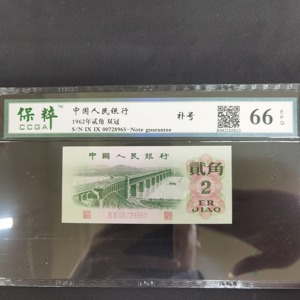 保粹™
CCGA
中国人民银行
1962年贰角 双冠
S/N IX IX 00728965-Note guarantee
补号
66
EPQ
中国人民银行
贰角
2
ER
JIAO